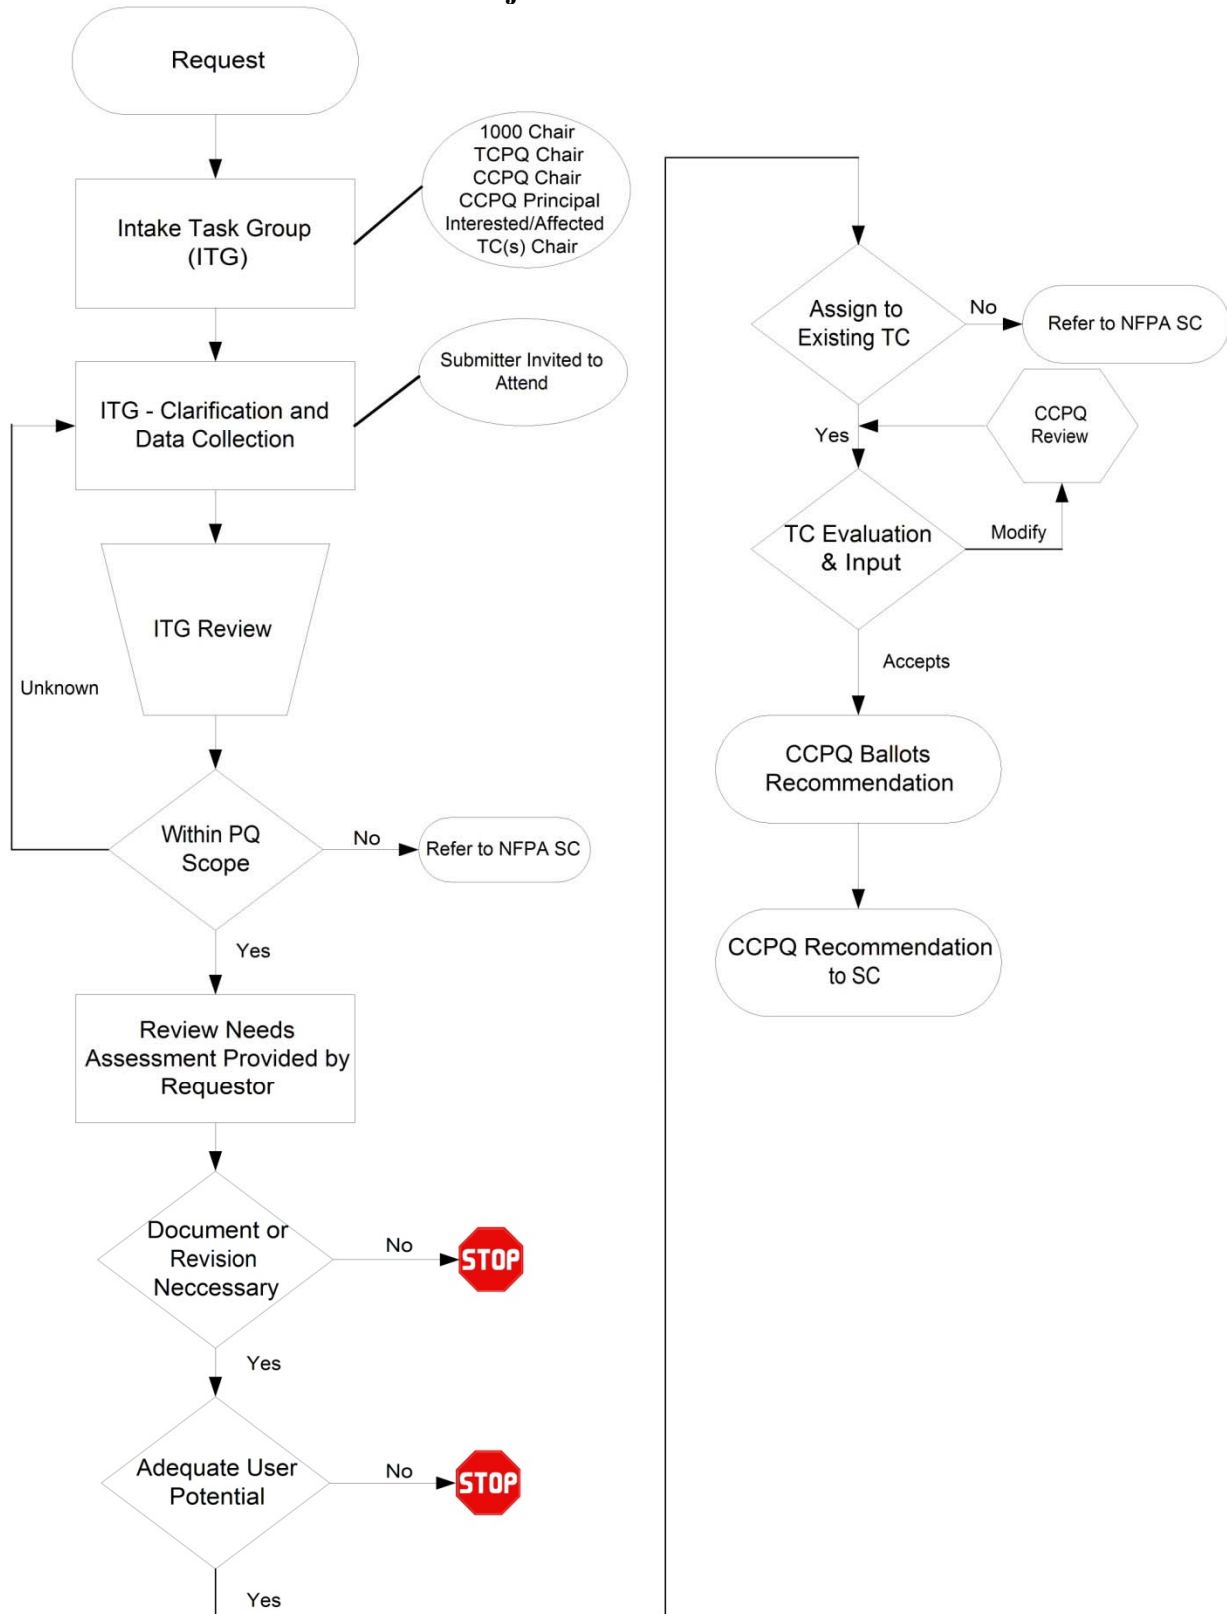 Request
1000 Chair
TCPQ Chair
CCPQ Chair
CCPQ Principal
Interested/Affected
TC(s) Chair
Intake Task Group
(ITG)
Submitter Invited to
Attend
ITG - Clarification and
Data Collection
ITG Review
Unknown
Within PQ
Scope
No
Refer to NFPA SC
Yes
Review Needs
Assessment Provided by
Requestor
Document or
Revision
Neccessary
No
STOP
Yes
Adequate User
Potential
No
STOP
Yes
Assign to
Existing TC
No
Refer to NFPA SC
Yes
CCPQ
Review
TC Evaluation
& Input
Modify
Accepts
CCPQ Ballots
Recommendation
CCPQ Recommendation
to SC